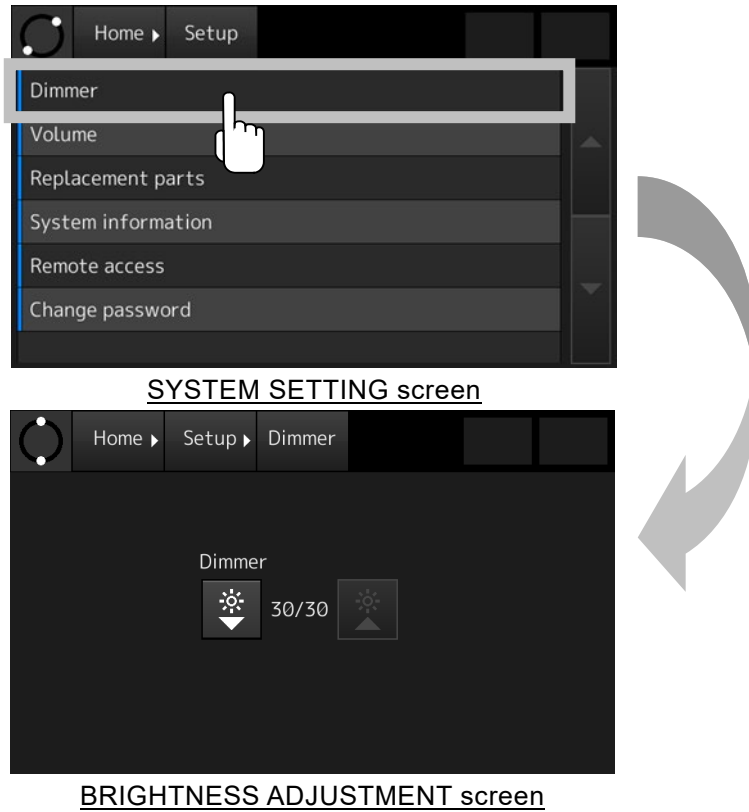 Home Setup
Dimmer
Volume
Replacement parts
System information
Remote access
Change password
SYSTEM SETTING screen
Home Setup Dimmer
Dimmer
30/30
BRIGHTNESS ADJUSTMENT screen